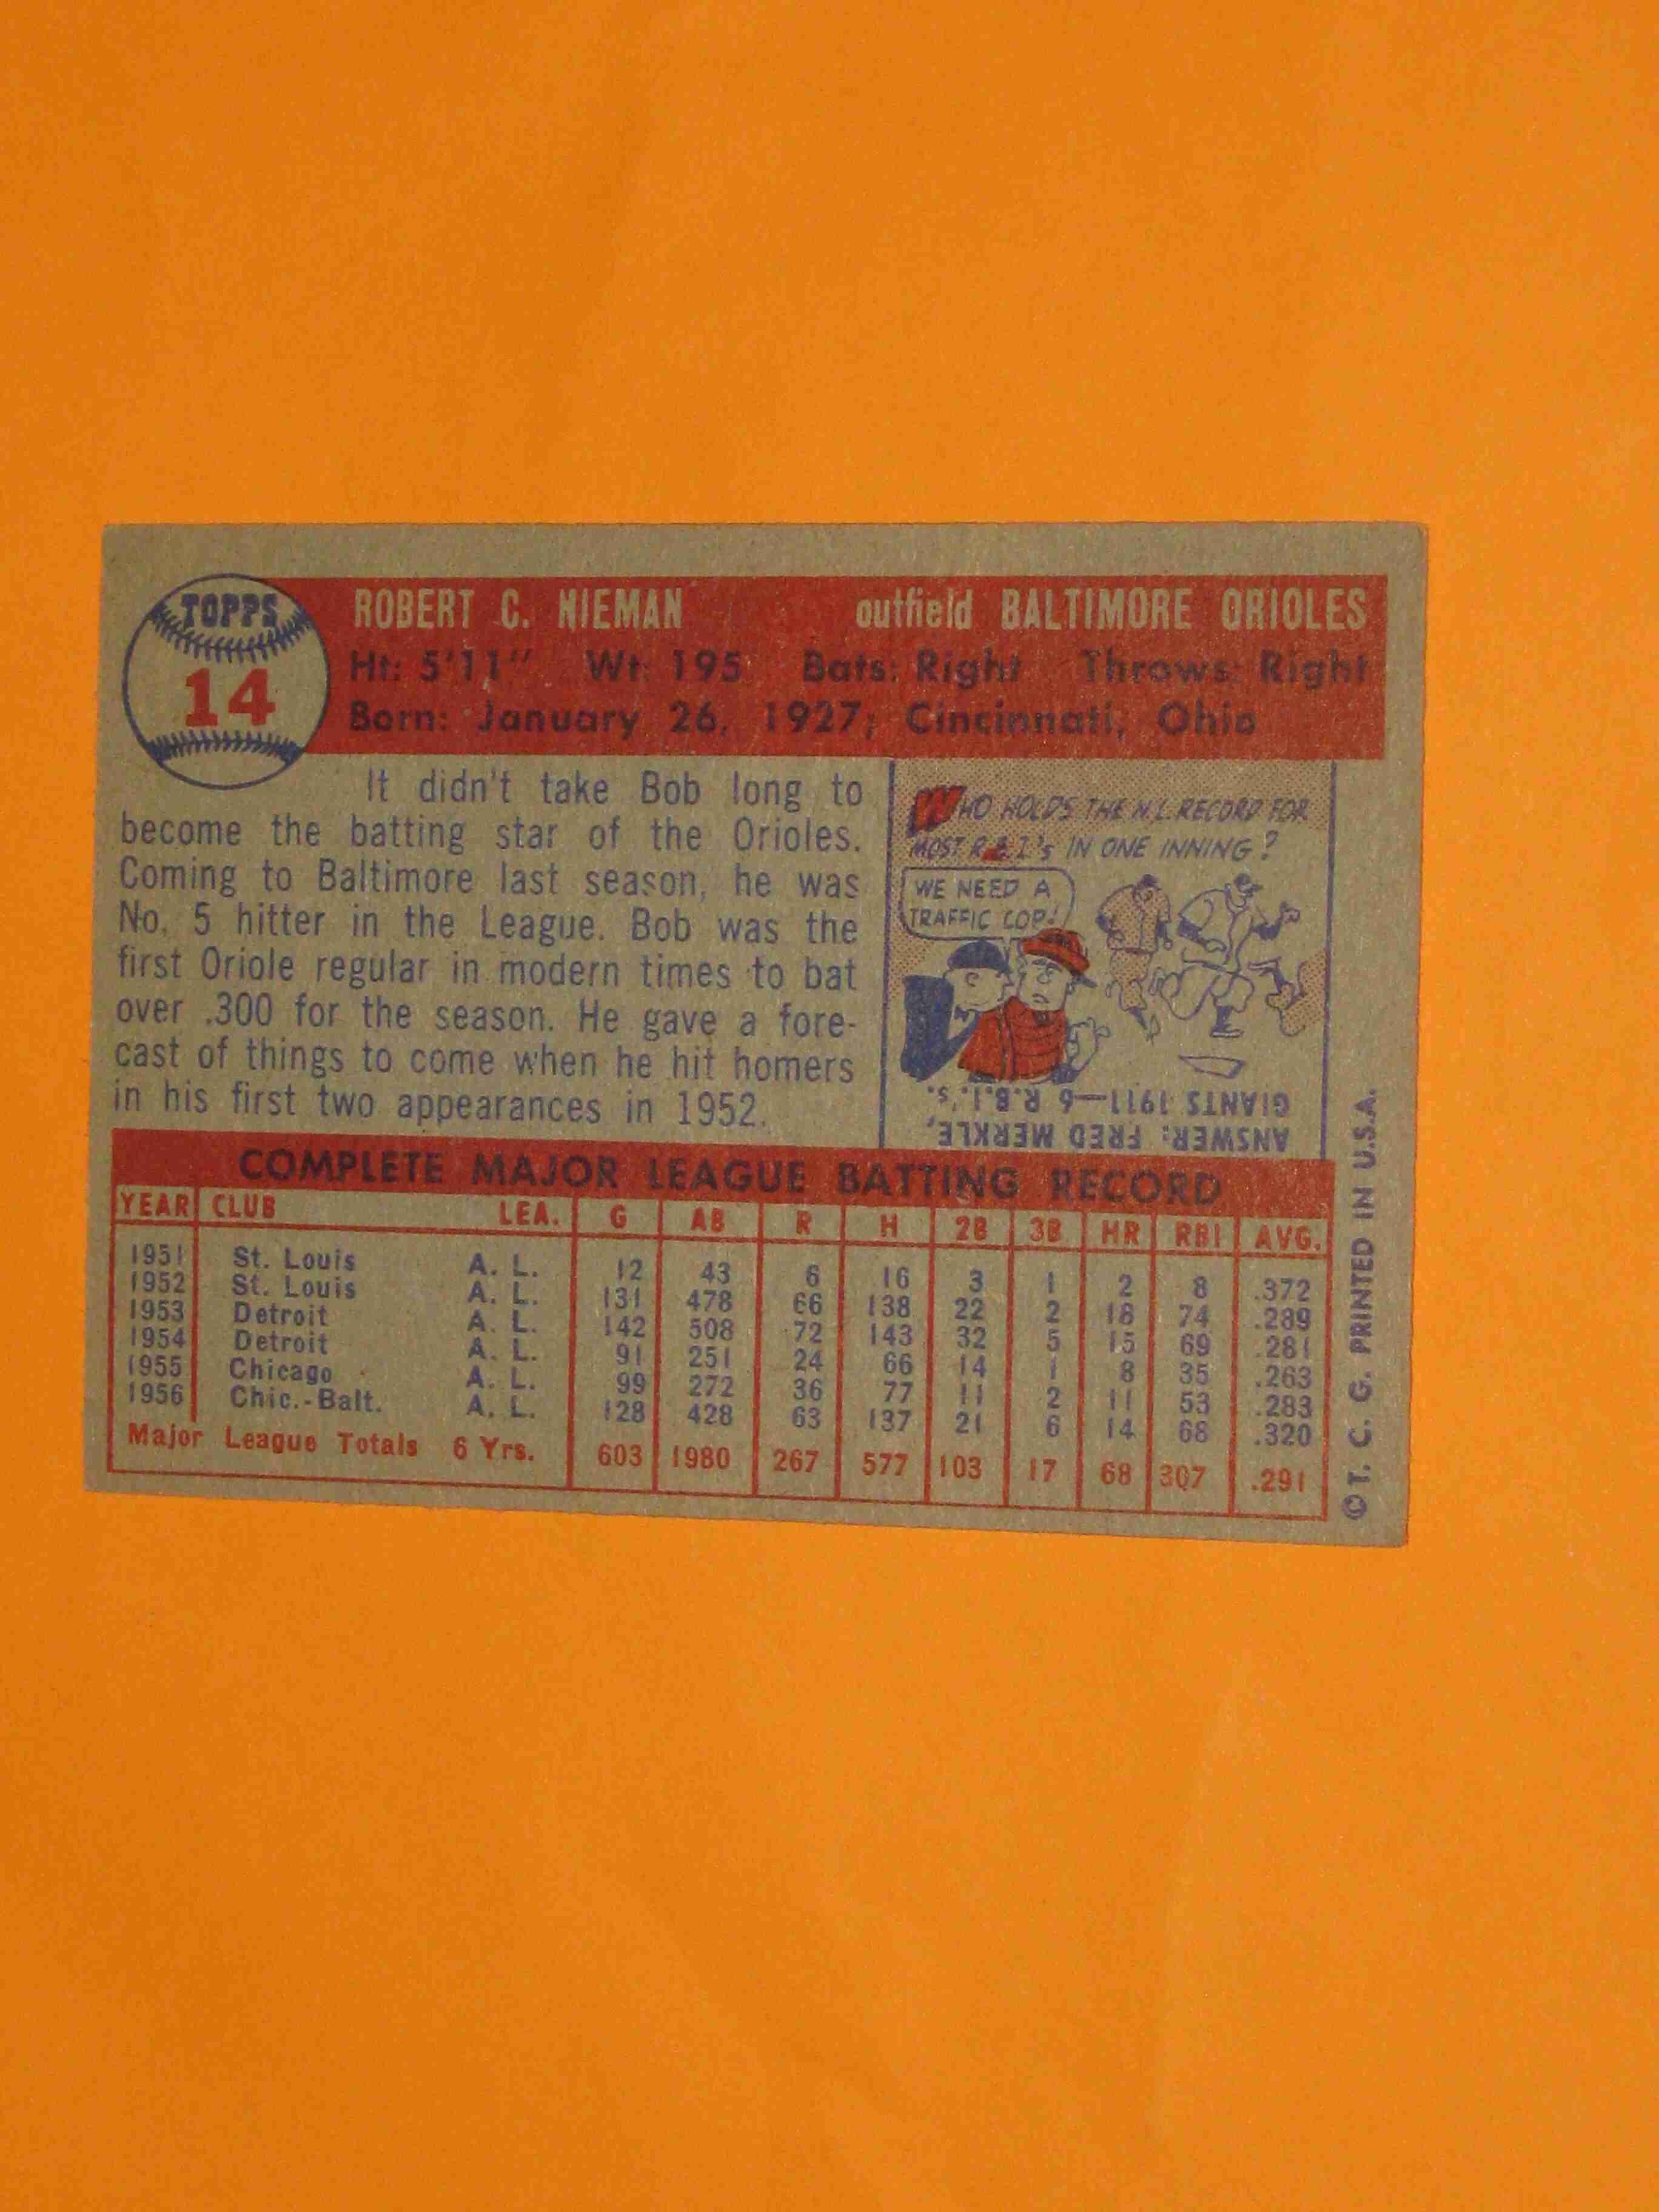 TOPPS
14
ROBERT C. NIEMAN outfield BALTIMORE ORIOLES
Ht: 5'11" Wt: 195 Bats: Right Throws: Right
Born: January 26, 1927; Cincinnati, Ohio
It didn't take Bob long to
become the batting star of the Orioles.
Coming to Baltimore last season, he was
No. 5 hitter in the League. Bob was the
first Oriole regular in modern times to bat
over .300 for the season. He gave a fore-
cast of things to come when he hit homers
in his first two appearances in 1952.
WHO HOLDS THE N.L. RECORD FOR
MOST R.B.I.'s IN ONE INNING?
WE NEED A
TRAFFIC COP!
ANSWER: FRED MERKLE,
GIANTS 1911—6 R.B.I.'s.
COMPLETE MAJOR LEAGUE BATTING RECORD
YEAR CLUB LEA. G AB R H 2B 3B HR RBI AVG.
1951 St. Louis A. L. 12 43 6 16 3 1 2 8 .372
1952 St. Louis A. L. 131 478 66 138 22 2 18 74 .289
1953 Detroit A. L. 142 508 72 143 32 5 15 69 .281
1954 Detroit A. L. 91 251 24 66 14 1 8 35 .263
1955 Chicago A. L. 99 272 36 77 11 2 11 53 .283
1956 Chic.-Balt. A. L. 128 428 63 137 21 6 14 68 .320
Major League Totals 6 Yrs. 603 1980 267 577 103 17 68 307 .291
© T. C. G. PRINTED IN U.S.A.